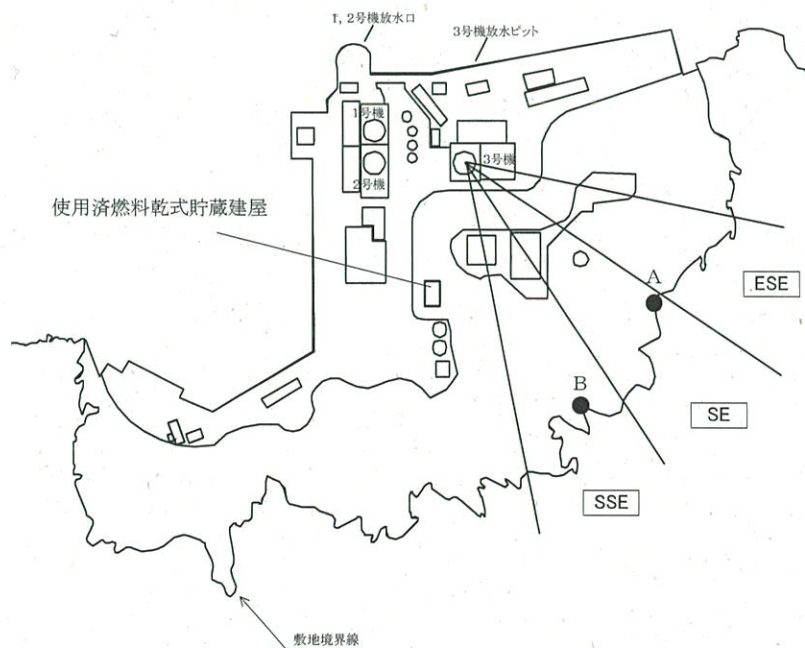 1, 2号機放水口
3号機放水ピット
1号機
2号機
3号機
使用済燃料乾式貯蔵建屋
A
ESE
B
SE
SSE
敷地境界線